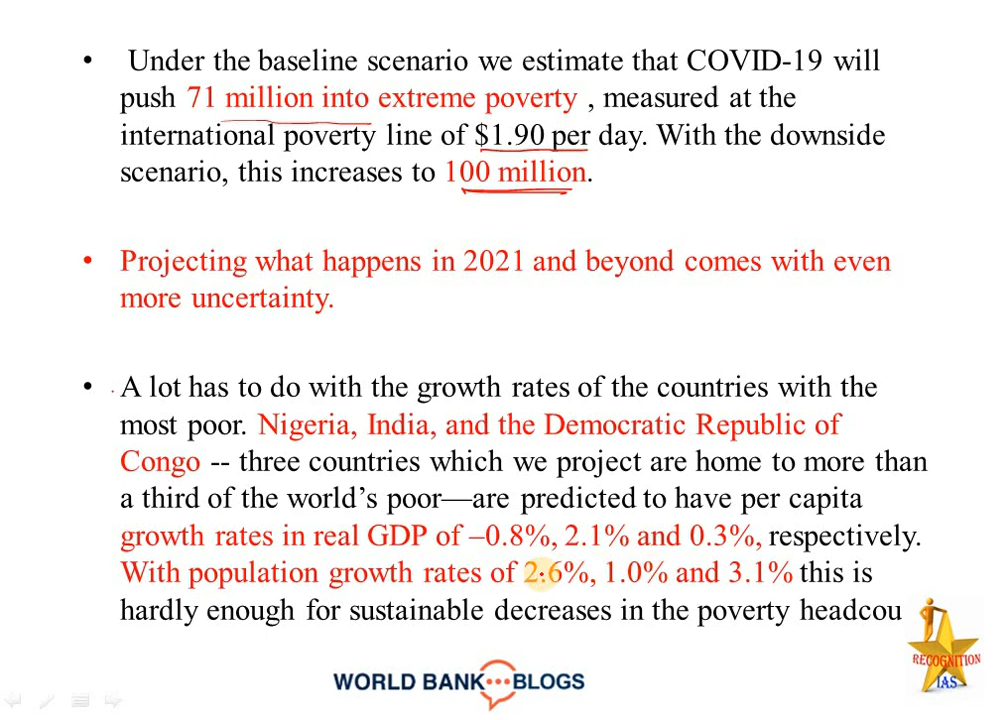 • Under the baseline scenario we estimate that COVID-19 will
push 71 million into extreme poverty , measured at the
international poverty line of $1.90 per day. With the downside
scenario, this increases to 100 million.
• Projecting what happens in 2021 and beyond comes with even
more uncertainty.
• A lot has to do with the growth rates of the countries with the
most poor. Nigeria, India, and the Democratic Republic of
Congo -- three countries which we project are home to more than
a third of the world’s poor—are predicted to have per capita
growth rates in real GDP of –0.8%, 2.1% and 0.3%, respectively.
With population growth rates of 2.6%, 1.0% and 3.1% this is
hardly enough for sustainable decreases in the poverty headcou
RECOGNITION
IAS
WORLD BANK BLOGS